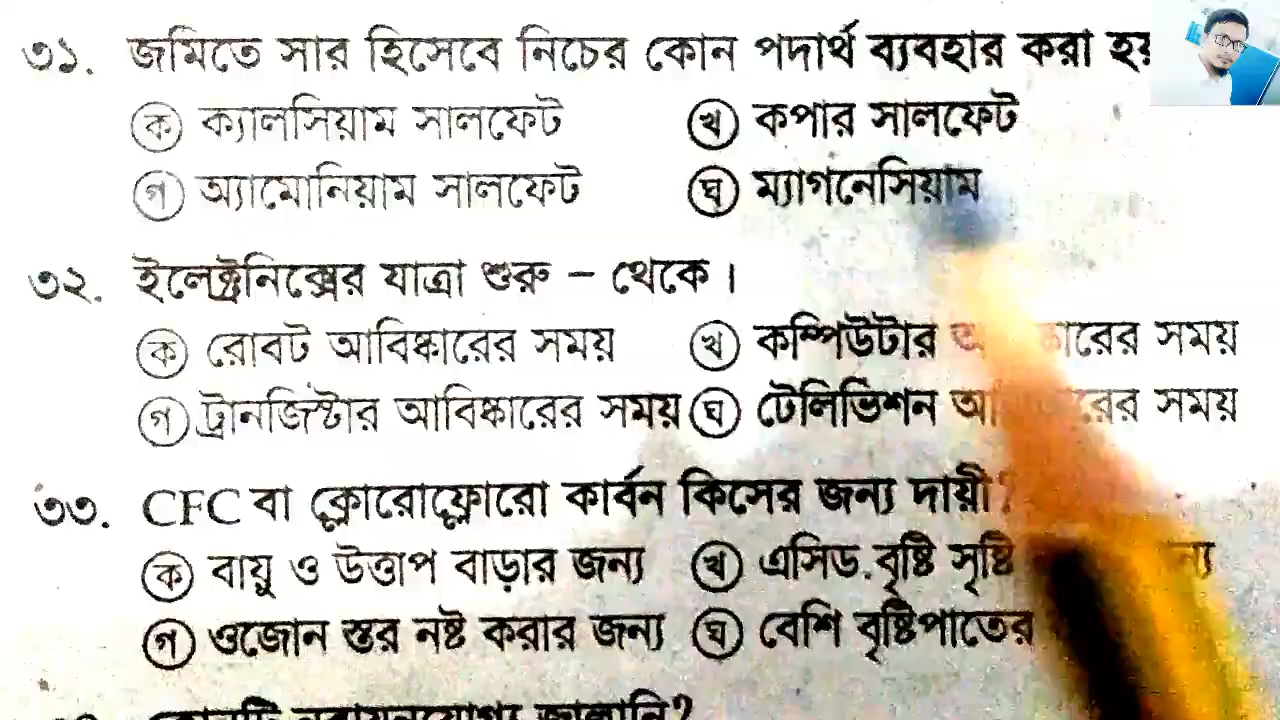 ৩১. জমিতে সার হিসেবে নিচের কোন পদার্থ ব্যবহার করা
ক ক্যালসিয়াম সালফেট খ কপার সালফেট
গ অ্যামোনিয়াম সালফেট ঘ ম্যাগনেসিয়াম
৩২. ইলেক্ট্রনিক্সের যাত্রা শুরু – থেকে।
ক রোবট আবিষ্কারের সময় খ কম্পিউটার সময়
গ ট্রানজিস্টার আবিষ্কারের সময় ঘ টেলিভিশন সময়
৩৩. CFC বা ক্লোরোফ্লোরো কার্বন কিসের জন্য দায়ী?
ক বায়ু ও উত্তাপ বাড়ার জন্য খ এসিড বৃষ্টি সৃষ্টি
গ ওজোন স্তর নষ্ট করার জন্য ঘ বেশি বৃষ্টিপাতের